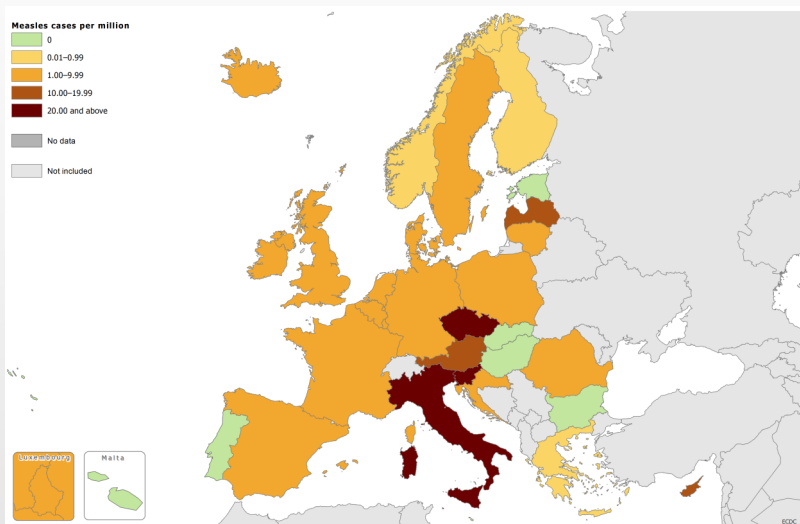 Measles cases per million
0
0.01–0.99
1.00–9.99
10.00–19.99
20.00 and above
No data
Not included
Luxembourg
Malta
ECDC